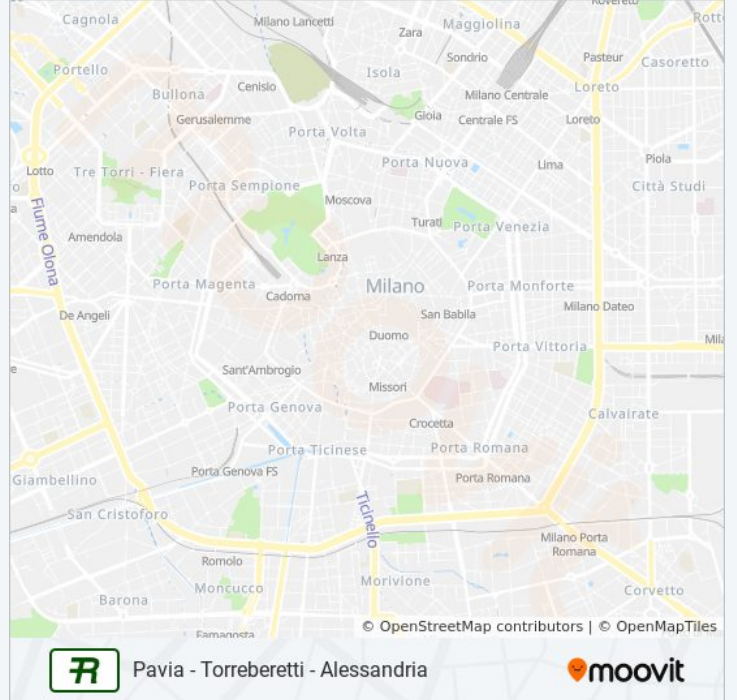 Rovereto
Cagnola
Milano Lancetti
Maggiolina
Rott
Zara
Sondrio
Pasteur
Casoretto
Portello
Isola
Bullona
Cenisio
Milano Centrale
Loreto
Gerusalemme
Gioia
Centrale FS
Loreto
Porta Volta
Lotto
Tre Torri - Fiera
Porta Nuova
Lima
Piola
Porta Sempione
Città Studi
o
Moscova
a
Turati
Porta Venezia
Fiume Olona
Amendola
Lanza
Porta Magenta
Cadorna
Milano
Porta Monforte
De Angeli
San Babila
Milano Dateo
Duomo
Porta Vittoria
Mila
e
Sant'Ambrogio
Missori
Porta Genova
Crocetta
Calvairate
Porta Ticinese
Porta Romana
Giambellino
Porta Genova FS
Porta Romana
San Cristoforo
Ticinello
Milano Porta
Romana
Romolo
Moncucco
Morivione
Corvetto
Barona
Famagosta
© OpenStreetMap contributors | © OpenMapTiles
R Pavia - Torreberetti - Alessandria
moovit